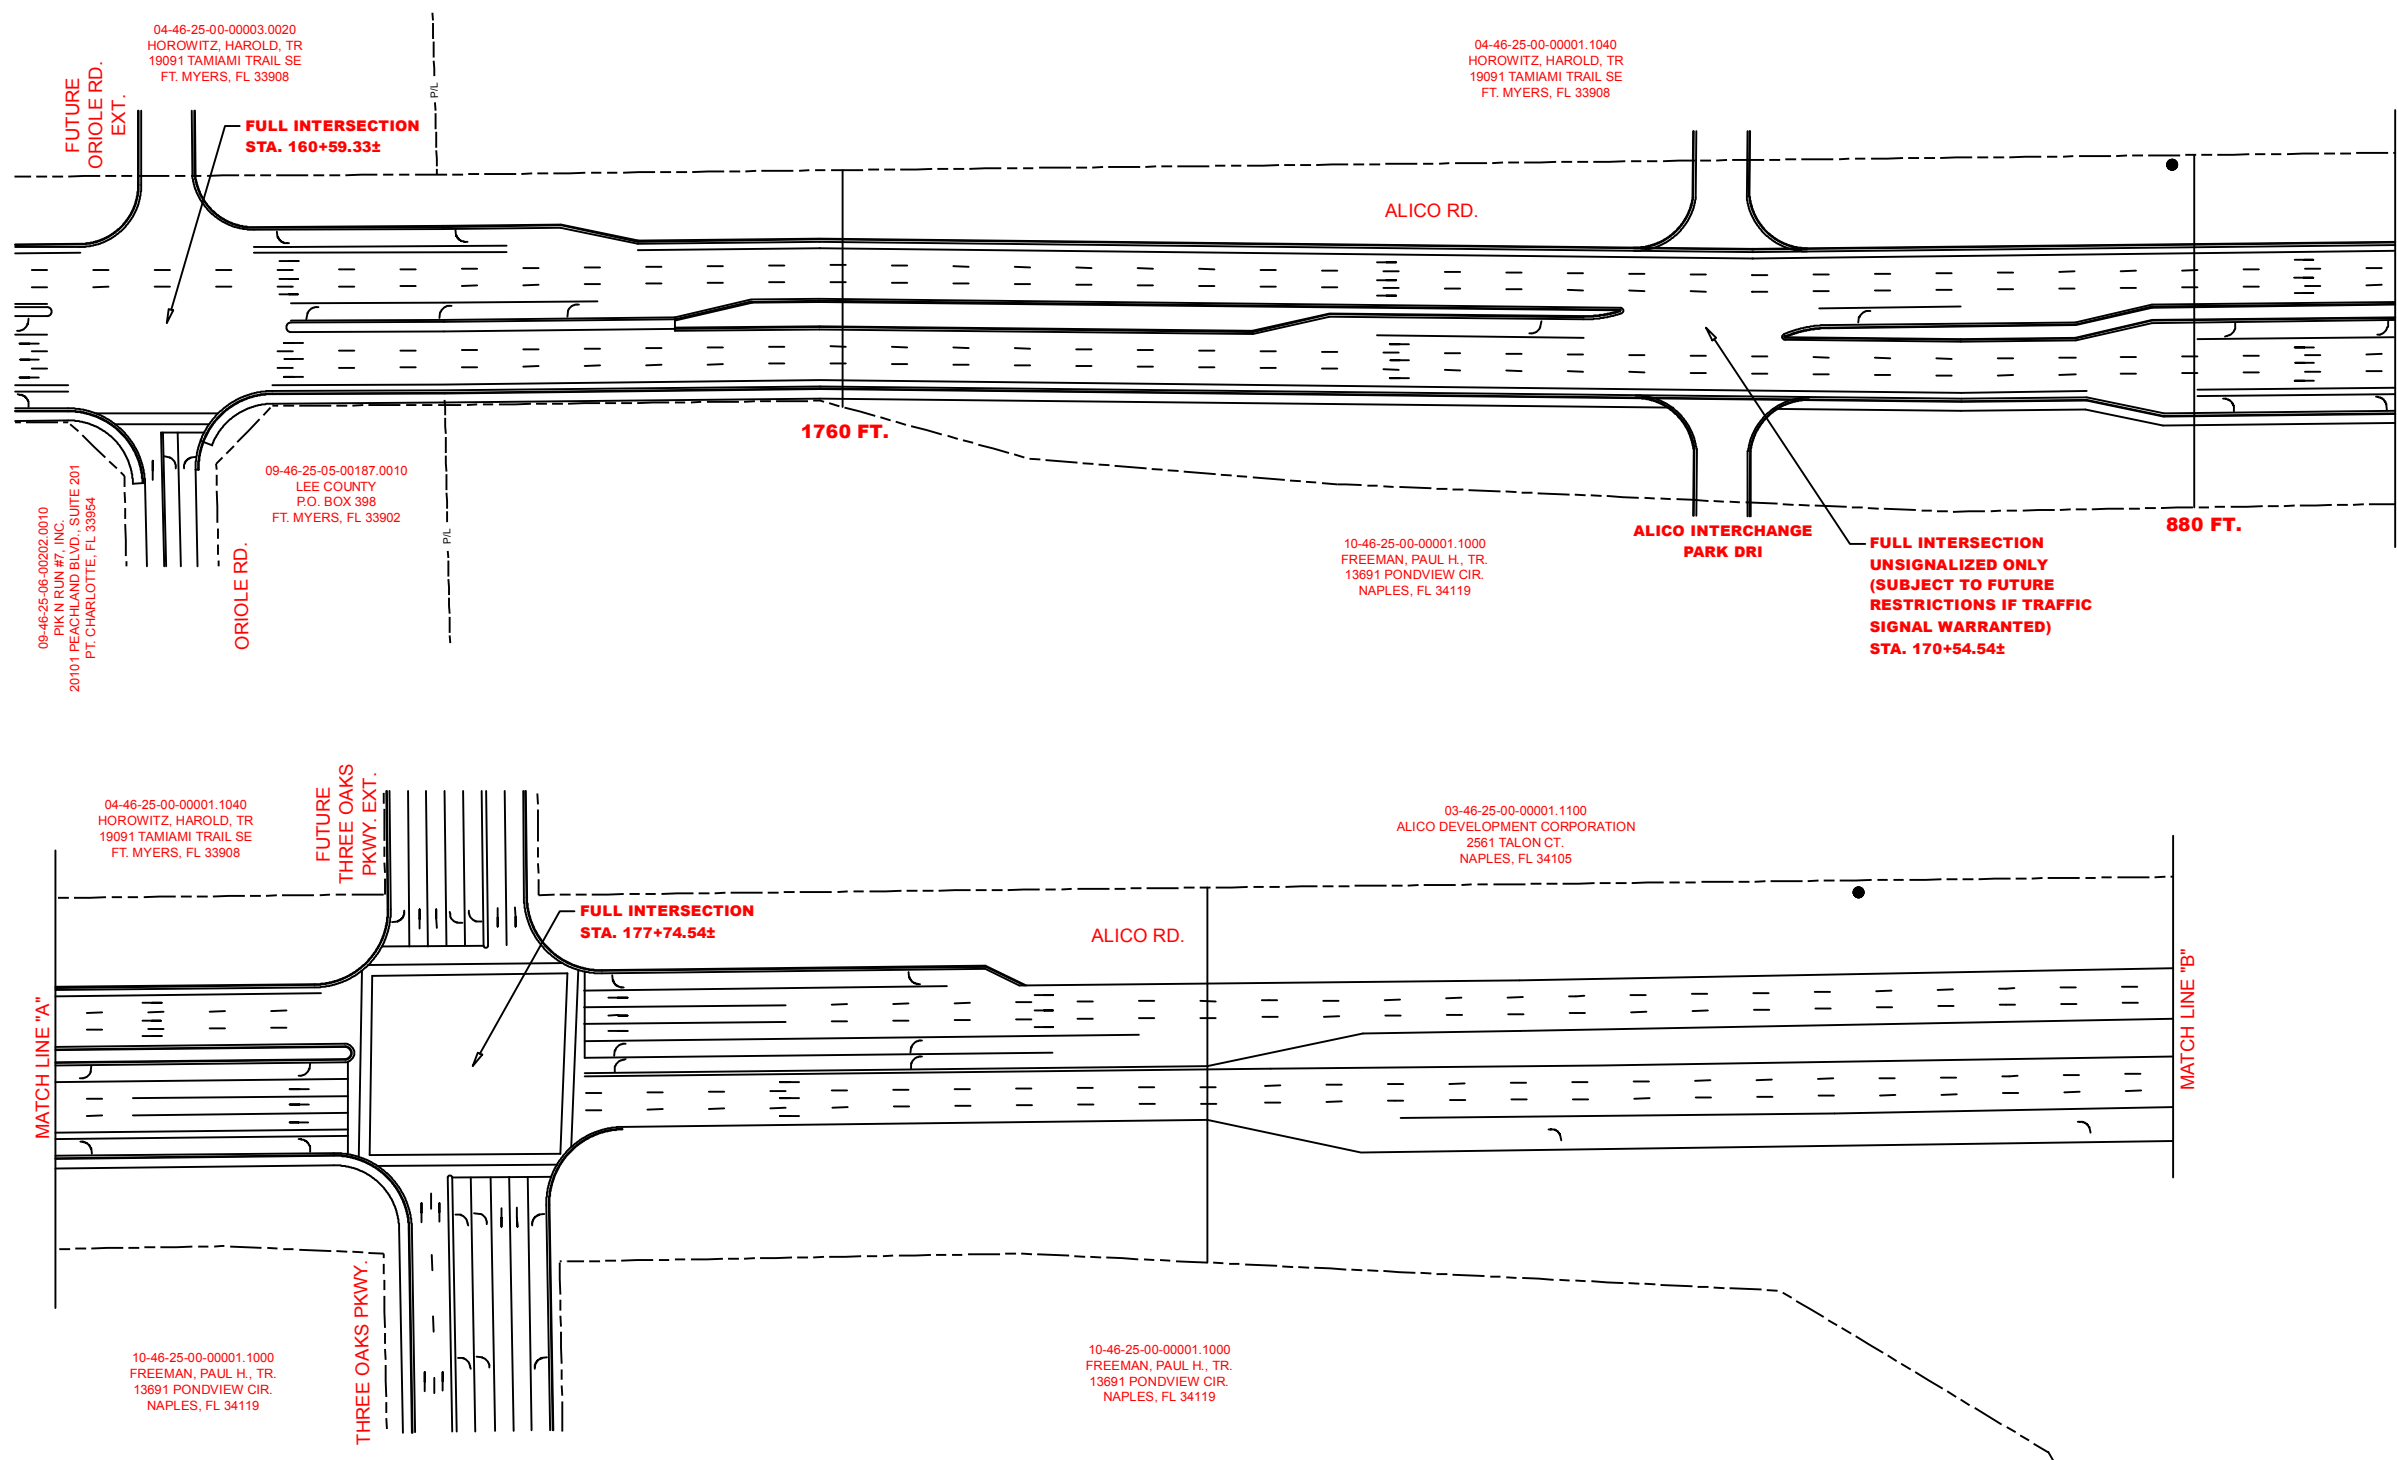 04-46-25-00-00003.0020
HOROWITZ, HAROLD, TR
19091 TAMIAMI TRAIL SE
FT. MYERS, FL 33908
FUTURE
ORIOLE RD.
EXT.
FULL INTERSECTION
STA. 160+59.33±
P/L
04-46-25-00-00001.1040
HOROWITZ, HAROLD, TR
19091 TAMIAMI TRAIL SE
FT. MYERS, FL 33908
ALICO RD.
1760 FT.
09-46-25-06-00202.0010
PIK N RUN #7, INC.
20101 PEACHLAND BLVD., SUITE 201
PT. CHARLOTTE, FL 33954
09-46-25-05-00187.0010
LEE COUNTY
P.O. BOX 398
FT. MYERS, FL 33902
ORIOLE RD.
P/L
10-46-25-00-00001.1000
FREEMAN, PAUL H., TR.
13691 PONDVIEW CIR.
NAPLES, FL 34119
ALICO INTERCHANGE
PARK DRI
880 FT.
FULL INTERSECTION
UNSIGNALIZED ONLY
(SUBJECT TO FUTURE
RESTRICTIONS IF TRAFFIC
SIGNAL WARRANTED)
STA. 170+54.54±
04-46-25-00-00001.1040
HOROWITZ, HAROLD, TR
19091 TAMIAMI TRAIL SE
FT. MYERS, FL 33908
FUTURE
THREE OAKS
PKWY. EXT.
FULL INTERSECTION
STA. 177+74.54±
03-46-25-00-00001.1100
ALICO DEVELOPMENT CORPORATION
2561 TALON CT.
NAPLES, FL 34105
ALICO RD.
MATCH LINE "A"
MATCH LINE "B"
THREE OAKS PKWY.
10-46-25-00-00001.1000
FREEMAN, PAUL H., TR.
13691 PONDVIEW CIR.
NAPLES, FL 34119
10-46-25-00-00001.1000
FREEMAN, PAUL H., TR.
13691 PONDVIEW CIR.
NAPLES, FL 34119